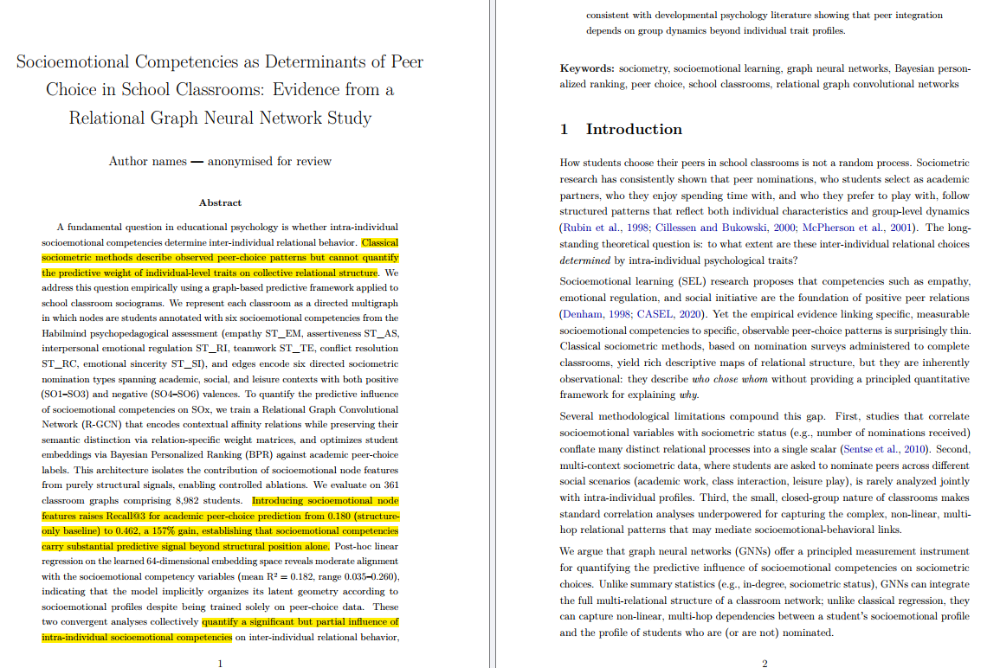 Socioemotional Competencies as Determinants of Peer
Choice in School Classrooms: Evidence from a
Relational Graph Neural Network Study
Author names — anonymised for review
Abstract
A fundamental question in educational psychology is whether intra-individual
socioemotional competencies determine inter-individual relational behavior. Classical
sociometric methods describe observed peer-choice patterns but cannot quantify
the predictive weight of individual-level traits on collective relational structure. We
address this question empirically using a graph-based predictive framework applied to
school classroom sociograms. We represent each classroom as a directed multigraph
in which nodes are students annotated with six socioemotional competencies from the
Habilmind psychopedagogical assessment (empathy ST_EM, assertiveness ST_AS,
interpersonal emotional regulation ST_RI, teamwork ST_TE, conflict resolution
ST_RC, emotional sincerity ST_SI), and edges encode six directed sociometric
nomination types spanning academic, social, and leisure contexts with both positive
(SO1–SO3) and negative (SO4–SO6) valences. To quantify the predictive influence
of socioemotional competencies on SOx, we train a Relational Graph Convolutional
Network (R-GCN) that encodes contextual affinity relations while preserving their
semantic distinction via relation-specific weight matrices, and optimizes student
embeddings via Bayesian Personalized Ranking (BPR) against academic peer-choice
labels. This architecture isolates the contribution of socioemotional node features
from purely structural signals, enabling controlled ablations. We evaluate on 361
classroom graphs comprising 8,982 students. Introducing socioemotional node
features raises Recall@3 for academic peer-choice prediction from 0.180 (structure-
only baseline) to 0.462, a 157% gain, establishing that socioemotional competencies
carry substantial predictive signal beyond structural position alone. Post-hoc linear
regression on the learned 64-dimensional embedding space reveals moderate alignment
with the socioemotional competency variables (mean R² = 0.182, range 0.035–0.260),
indicating that the model implicitly organizes its latent geometry according to
socioemotional profiles despite being trained solely on peer-choice data. These
two convergent analyses collectively quantify a significant but partial influence of
intra-individual socioemotional competencies on inter-individual relational behavior,
1
consistent with developmental psychology literature showing that peer integration
depends on group dynamics beyond individual trait profiles.
Keywords: sociometry, socioemotional learning, graph neural networks, Bayesian person-
alized ranking, peer choice, school classrooms, relational graph convolutional networks
1 Introduction
How students choose their peers in school classrooms is not a random process. Sociometric
research has consistently shown that peer nominations, who students select as academic
partners, who they enjoy spending time with, and who they prefer to play with, follow
structured patterns that reflect both individual characteristics and group-level dynamics
(Rubin et al., 1998; Cillessen and Bukowski, 2000; McPherson et al., 2001). The long-
standing theoretical question is: to what extent are these inter-individual relational choices
determined by intra-individual psychological traits?
Socioemotional learning (SEL) research proposes that competencies such as empathy,
emotional regulation, and social initiative are the foundation of positive peer relations
(Denham, 1998; CASEL, 2020). Yet the empirical evidence linking specific, measurable
socioemotional competencies to specific, observable peer-choice patterns is surprisingly thin.
Classical sociometric methods, based on nomination surveys administered to complete
classrooms, yield rich descriptive maps of relational structure, but they are inherently
observational: they describe who chose whom without providing a principled quantitative
framework for explaining why.
Several methodological limitations compound this gap. First, studies that correlate
socioemotional variables with sociometric status (e.g., number of nominations received)
conflate many distinct relational processes into a single scalar (Sentse et al., 2010). Second,
multi-context sociometric data, where students are asked to nominate peers across different
social scenarios (academic work, class interaction, leisure play), is rarely analyzed jointly
with intra-individual profiles. Third, the small, closed-group nature of classrooms makes
standard correlation analyses underpowered for capturing the complex, non-linear, multi-
hop relational patterns that may mediate socioemotional-behavioral links.
We argue that graph neural networks (GNNs) offer a principled measurement instrument
for quantifying the predictive influence of socioemotional competencies on sociometric
choices. Unlike summary statistics (e.g., in-degree, sociometric status), GNNs can integrate
the full multi-relational structure of a classroom network; unlike classical regression, they
can capture non-linear, multi-hop dependencies between a student's socioemotional profile
and the profile of students who are (or are not) nominated.
2